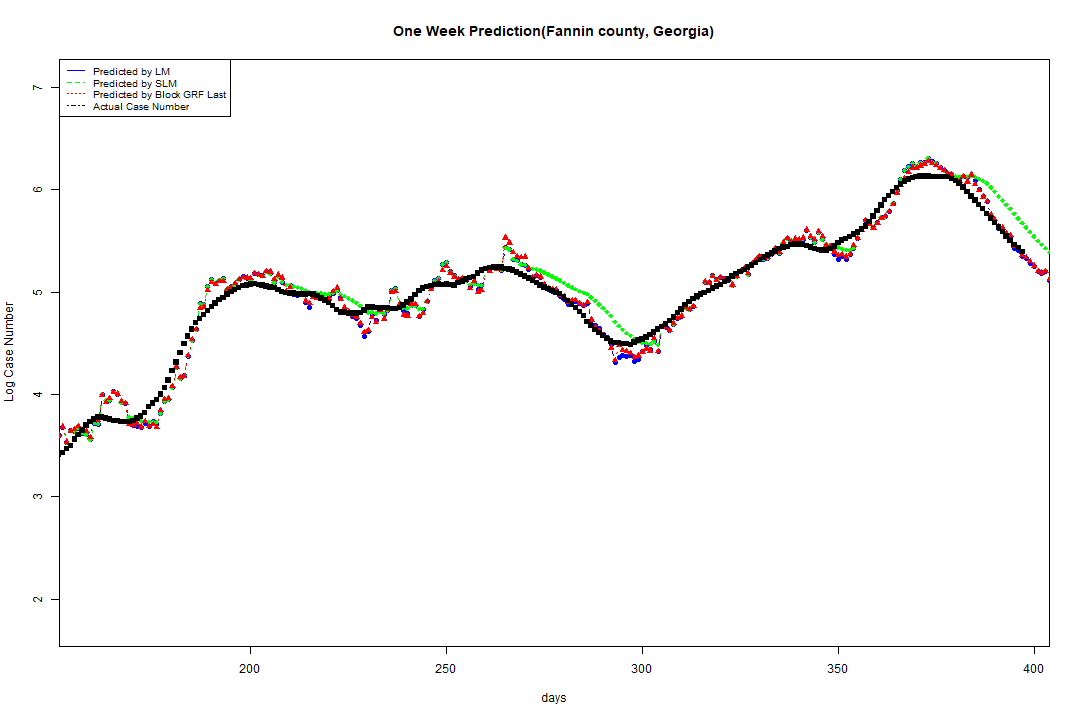 One Week Prediction(Fannin county, Georgia)
Predicted by LM
Predicted by SLM
Predicted by Block GRF Last
Actual Case Number
7
6
5
4
3
2
Log Case Number
200 250 300 350 400
days